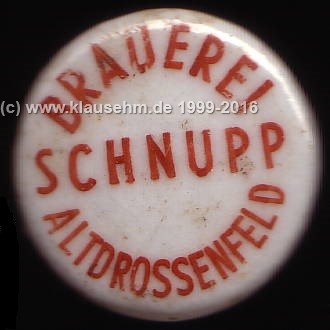 BRAUEREI
(c) www.klausehm.de 1999-2016
SCHNUPP
ALTDROSSENFELD